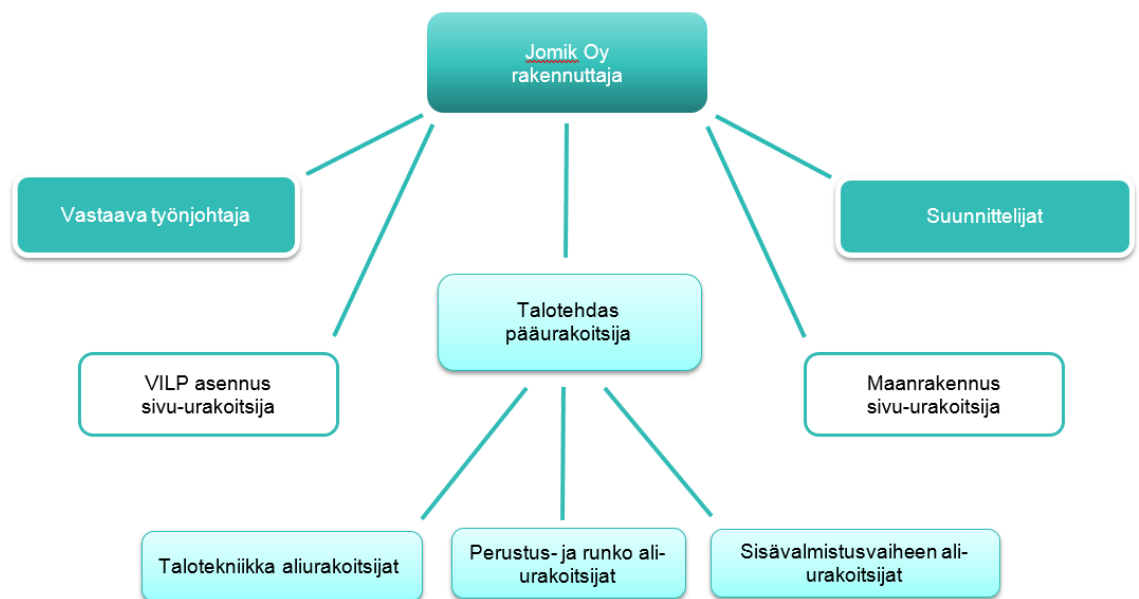 Jomik Oy
rakennuttaja
Vastaava työnjohtaja
Suunnittelijat
Talotehdas
pääurakoitsija
VILP asennus
sivu-urakoitsija
Maanrakennus
sivu-urakoitsija
Talotekniikka aliurakoitsijat
Perustus- ja runko ali-
urakoitsijat
Sisävalmistusvaiheen ali-
urakoitsijat